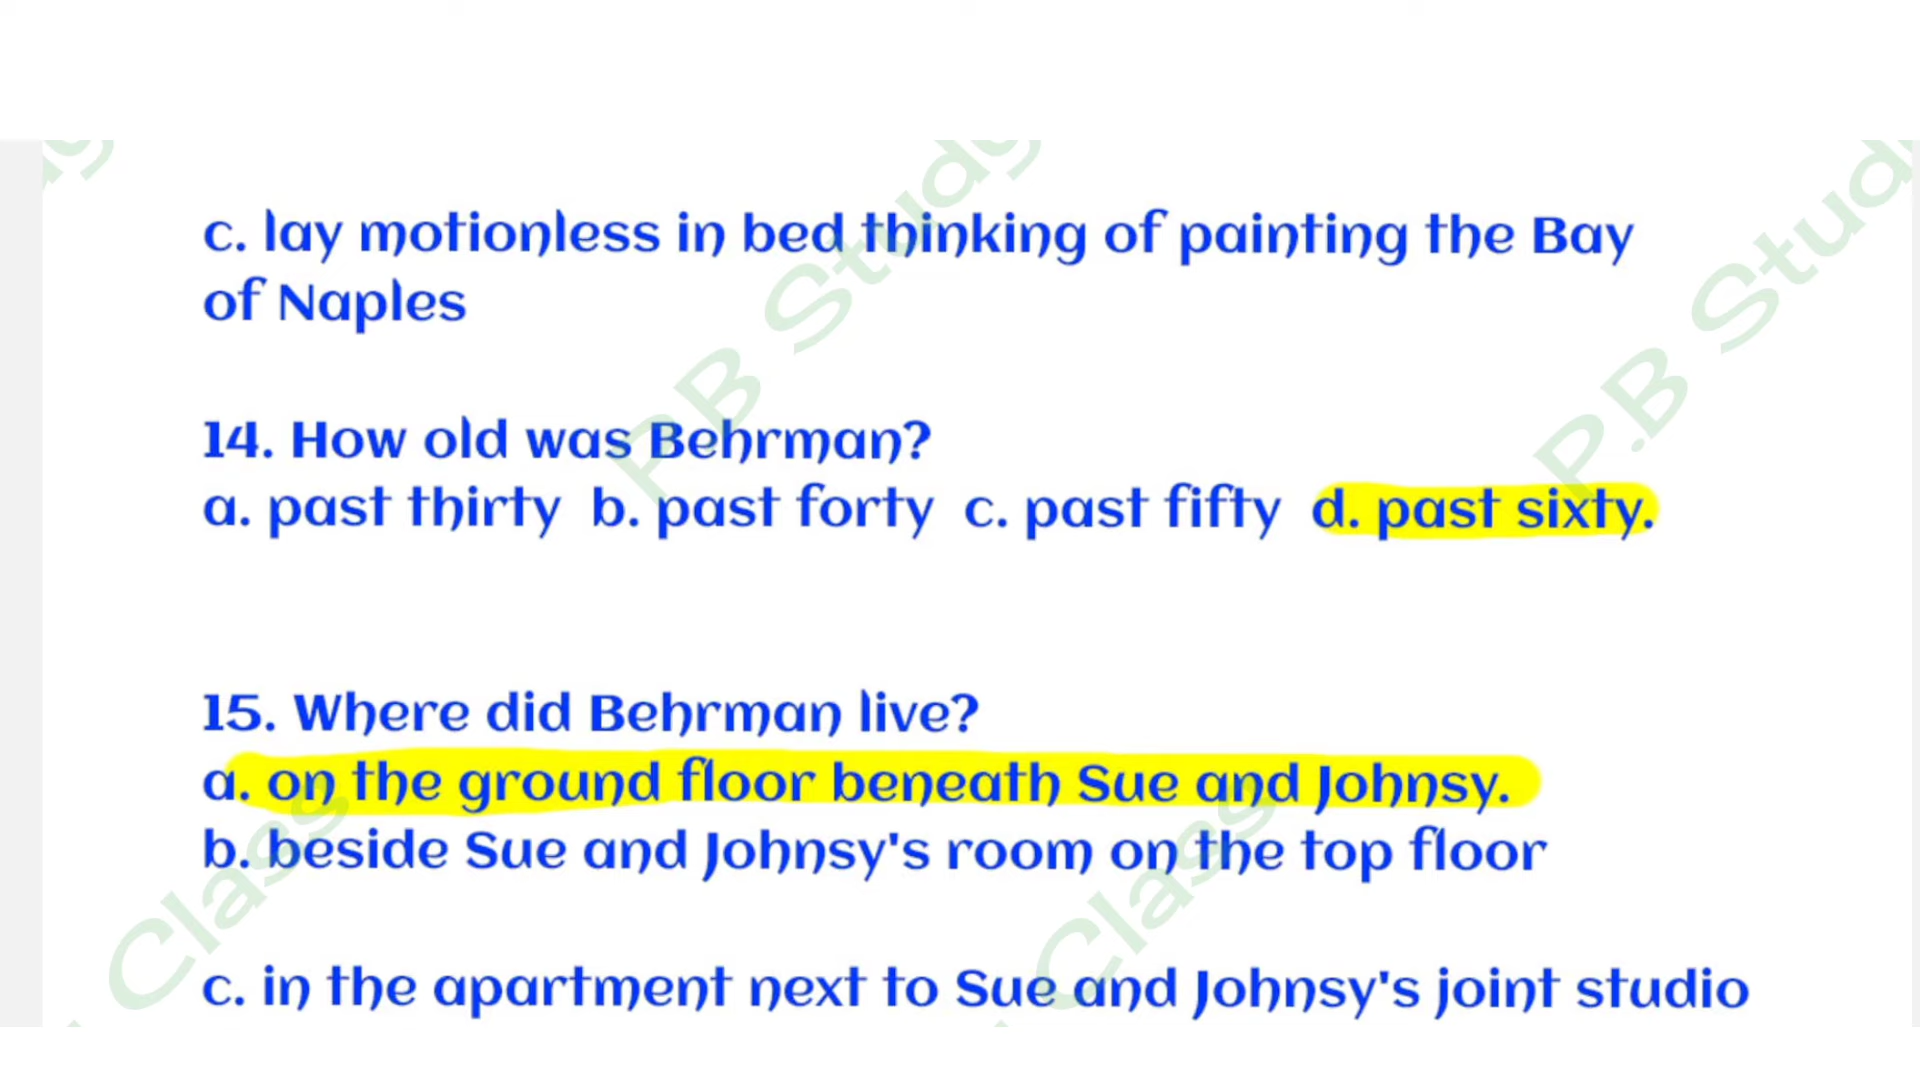 c. lay motionless in bed thinking of painting the Bay
of Naples
14. How old was Behrman?
a. past thirty b. past forty c. past fifty d. past sixty.
15. Where did Behrman live?
a. on the ground floor beneath Sue and Johnsy.
b. beside Sue and Johnsy's room on the top floor
c. in the apartment next to Sue and Johnsy's joint studio
P.B Study
P.B Stud
Class
Class